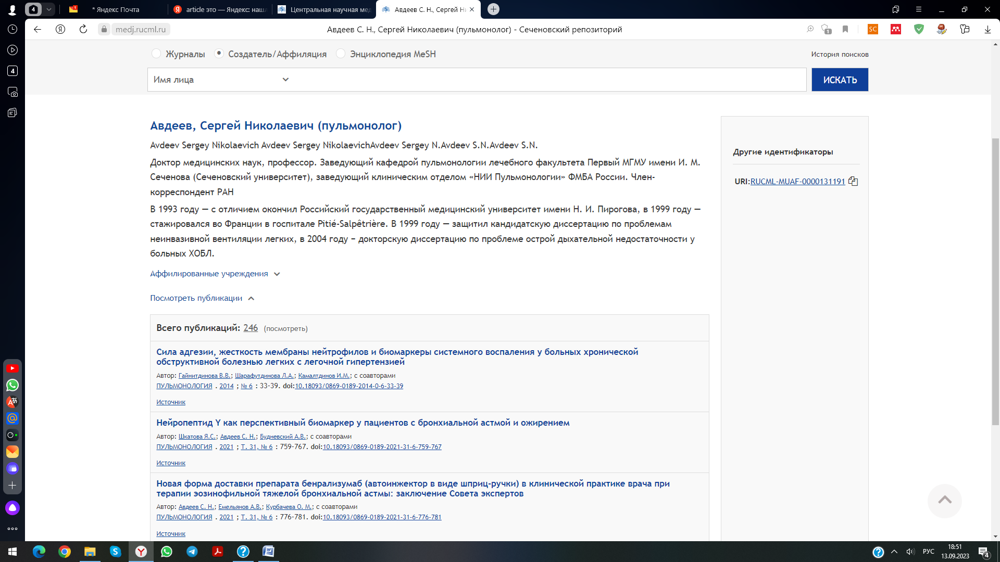 4
1
* Яндекс Почта
article это — Яндекс: наш
Центральная научная мед
Авдеев С. Н., Сергей Ни
medj.rucml.ru
Авдеев С. Н., Сергей Николаевич (пульмонолог) - Сеченовский репозиторий
1
SC
4
Журналы
Создатель/Аффиляция
Энциклопедия MeSH
История поисков
Имя лица
ИСКАТЬ
Авдеев, Сергей Николаевич (пульмонолог)
Avdeev Sergey Nikolaevich Avdeev Sergey NikolaevichAvdeev Sergey N.Avdeev S.N.Avdeev S.N.
Доктор медицинских наук, профессор. Заведующий кафедрой пульмонологии лечебного факультета Первый МГМУ имени И. М.
Сеченова (Сеченовский университет), заведующий клиническим отделом «НИИ Пульмонологии» ФМБА России. Член-
корреспондент РАН
В 1993 году — с отличием окончил Российский государственный медицинский университет имени Н. И. Пирогова, в 1999 году —
стажировался во Франции в госпитале Pitié-Salpêtrière. В 1999 году — защитил кандидатскую диссертацию по проблемам
неинвазивной вентиляции легких, в 2004 году – докторскую диссертацию по проблеме острой дыхательной недостаточности у
больных ХОБЛ.
Аффилированные учреждения
Посмотреть публикации
Всего публикаций: 246 (посмотреть)
Сила адгезии, жесткость мембраны нейтрофилов и биомаркеры системного воспаления у больных хронической
обструктивной болезнью легких с легочной гипертензией
Автор: Гайнитдинова В.В.; Шарафутдинова Л.А.; Камалтдинов И.М.; с соавторами
ПУЛЬМОНОЛОГИЯ . 2014 ; № 6 : 33-39. doi:10.18093/0869-0189-2014-0-6-33-39
Источник
Нейропептид Y как перспективный биомаркер у пациентов с бронхиальной астмой и ожирением
Автор: Шкатова Я.С.; Авдеев С. Н.; Будневский А.В.; с соавторами
ПУЛЬМОНОЛОГИЯ . 2021 ; Т. 31, № 6 : 759-767. doi:10.18093/0869-0189-2021-31-6-759-767
Источник
Новая форма доставки препарата бенрализумаб (автоинжектор в виде шприц-ручки) в клинической практике врача при
терапии эозинофильной тяжелой бронхиальной астмы: заключение Совета экспертов
Автор: Авдеев С. Н.; Емельянов А.В.; Курбачева О. М.; с соавторами
ПУЛЬМОНОЛОГИЯ . 2021 ; Т. 31, № 6 : 776-781. doi:10.18093/0869-0189-2021-31-6-776-781
Источник
Другие идентификаторы
URI:RUCML-MUAF-0000131191
РУС
18:51
13.09.2023
4